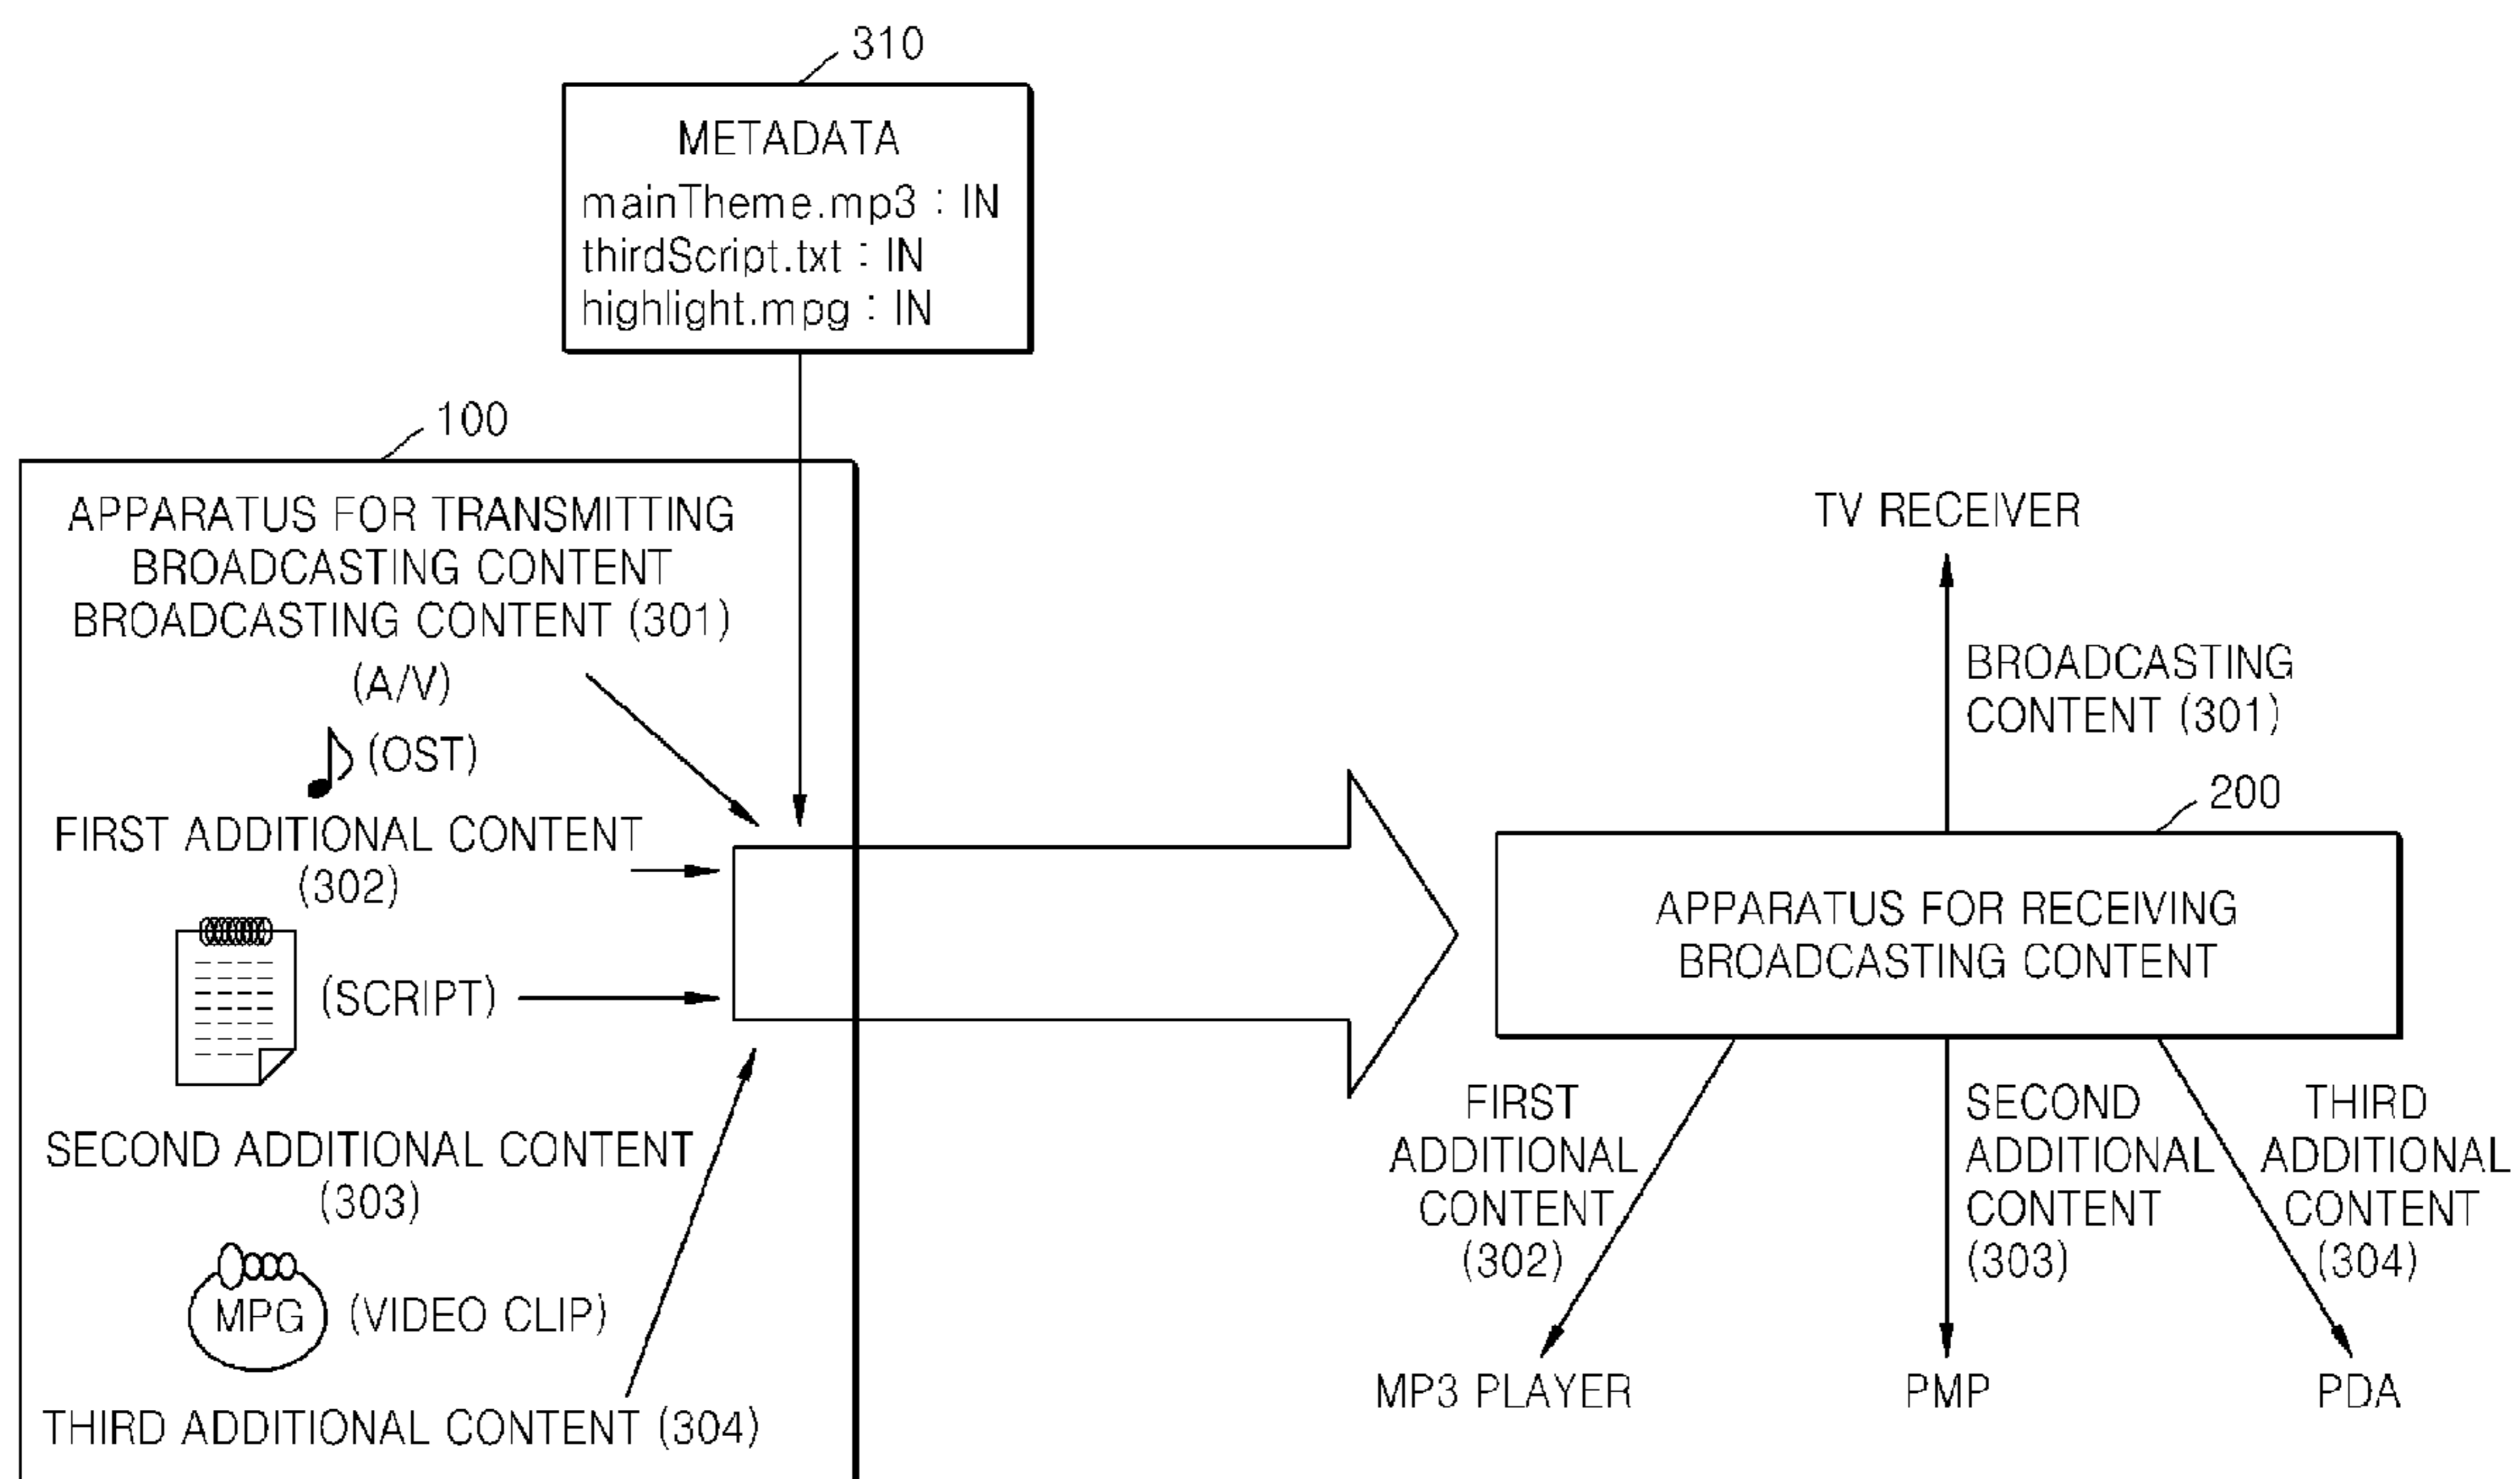 310
METADATA
mainTheme.mp3 : IN
thirdScript.txt : IN
highlight.mpg : IN
100
APPARATUS FOR TRANSMITTING
BROADCASTING CONTENT
BROADCASTING CONTENT (301)
(A/V)
(OST)
FIRST ADDITIONAL CONTENT
(302)
(SCRIPT)
SECOND ADDITIONAL CONTENT
(303)
MPG (VIDEO CLIP)
THIRD ADDITIONAL CONTENT (304)
TV RECEIVER
BROADCASTING
CONTENT (301)
200
APPARATUS FOR RECEIVING
BROADCASTING CONTENT
FIRST
ADDITIONAL
CONTENT
(302)
SECOND
ADDITIONAL
CONTENT
(303)
THIRD
ADDITIONAL
CONTENT
(304)
MP3 PLAYER
PMP
PDA